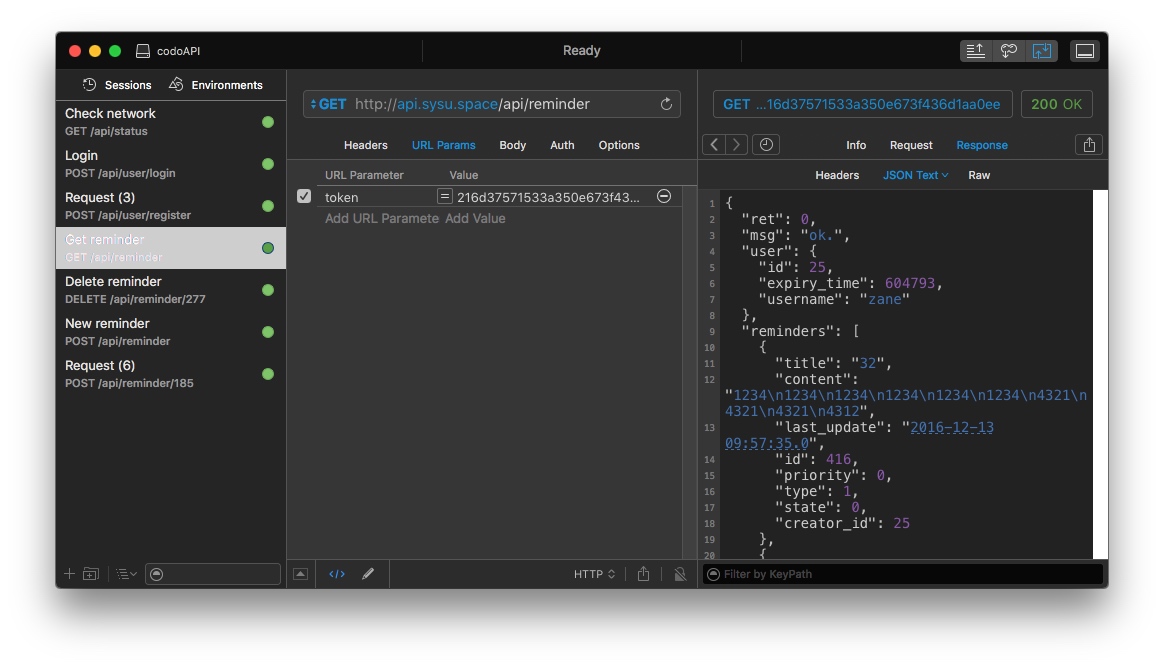 codoAPI
Ready
Sessions Environments
Check network
GET /api/status
Login
POST /api/user/login
Request (3)
POST /api/user/register
Get reminder
GET /api/reminder
Delete reminder
DELETE /api/reminder/277
New reminder
POST /api/reminder
Request (6)
POST /api/reminder/185
GET http://api.sysu.space/api/reminder
Headers URL Params Body Auth Options
URL Parameter Value
token = 216d37571533a350e673f43...
Add URL Paramete Add Value
</> HTTP
GET ...16d37571533a350e673f436d1aa0ee 200 OK
Info Request Response
Headers JSON Text Raw
1 {
2 "ret": 0,
3 "msg": "ok.",
4 "user": {
5 "id": 25,
6 "expiry_time": 604793,
7 "username": "zane"
8 },
9 "reminders": [
10 {
11 "title": "32",
12 "content":
"1234\n1234\n1234\n1234\n1234\n1234\n4321\n
4321\n4321\n4312",
13 "last_update": "2016-12-13
09:57:35.0",
14 "id": 416,
15 "priority": 0,
16 "type": 1,
17 "state": 0,
18 "creator_id": 25
19 },
20 {
Filter by KeyPath